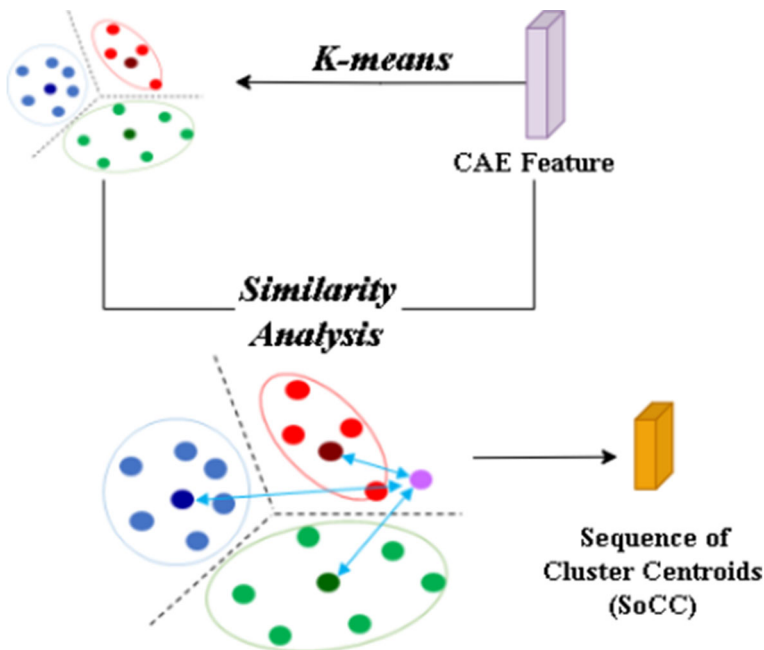 K-means
CAE Feature
Similarity
Analysis
Sequence of
Cluster Centroids
(SoCC)